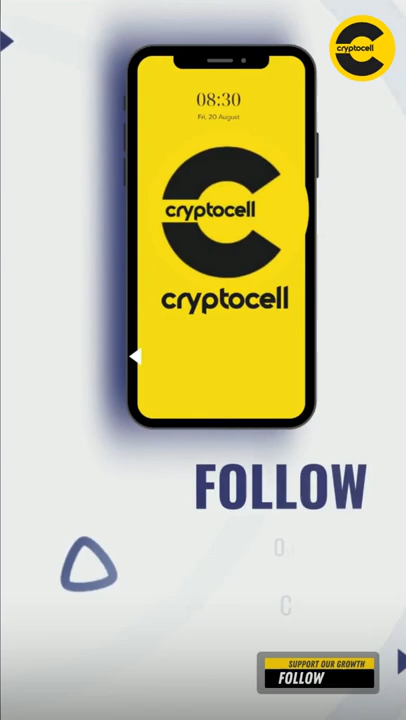 cryptocell
08:30
Fri, 20 August
cryptocell
cryptocell
FOLLOW
O
C
SUPPORT OUR GROWTH
FOLLOW